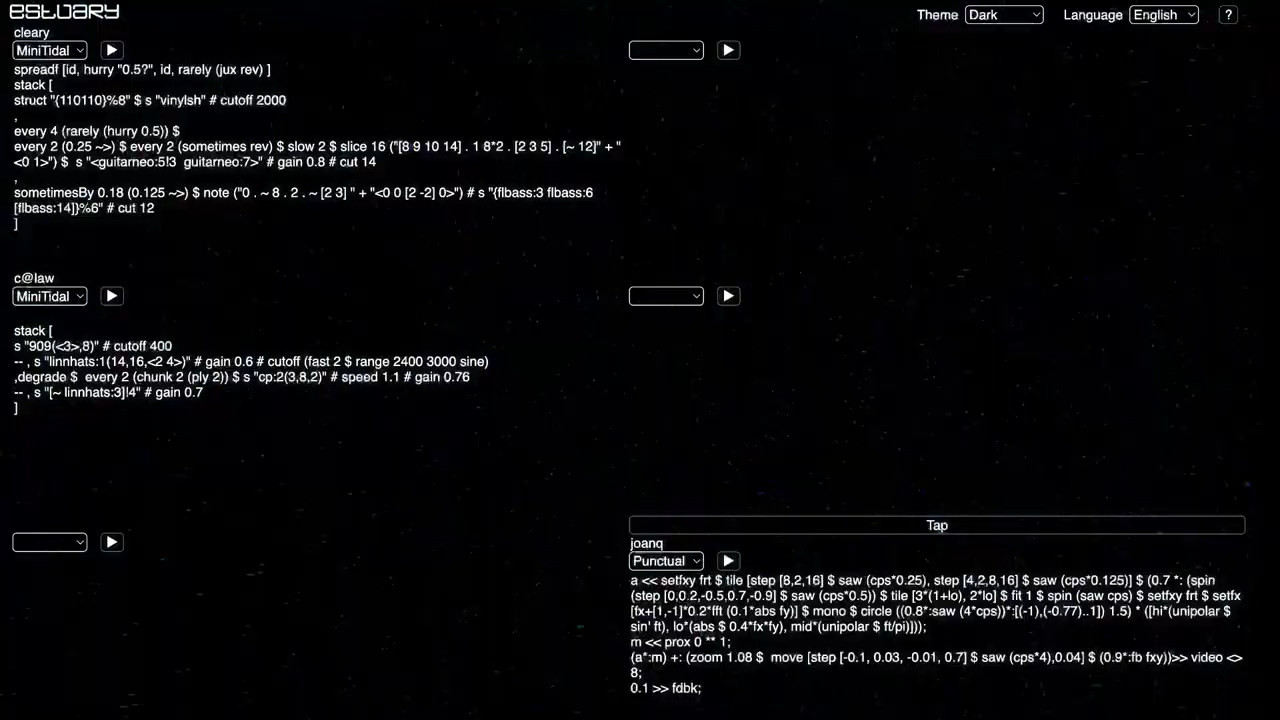 estuary
Theme Dark Language English ?
cleary
MiniTidal
spreadf [id, hurry "0.5?", id, rarely (jux rev) ]
stack [
struct "{110110}%8" $ s "vinylsh" # cutoff 2000
,
every 4 (rarely (hurry 0.5)) $
every 2 (0.25 ~>) $ every 2 (sometimes rev) $ slow 2 $ slice 16 ("[8 9 10 14] . 1 8*2 . [2 3 5] . [~ 12]" + "
<0 1>") $  s "<guitarneo:5!3  guitarneo:7>" # gain 0.8 # cut 14
,
sometimesBy 0.18 (0.125 ~>) $ note ("0 . ~ 8 . 2 . ~ [2 3] " + "<0 0 [2 -2] 0>") # s "{flbass:3 flbass:6
[flbass:14]}%6" # cut 12
]
c@law
MiniTidal
stack [
s "909(<3>,8)" # cutoff 400
-- , s "linnhats:1(14,16,<2 4>)" # gain 0.6 # cutoff (fast 2 $ range 2400 3000 sine)
,degrade $  every 2 (chunk 2 (ply 2)) $ s "cp:2(3,8,2)" # speed 1.1 # gain 0.76
-- , s "[~ linnhats:3]!4" # gain 0.7
]
Tap
joanq
Punctual
a << setfxy frt $ tile [step [8,2,16] $ saw (cps*0.25), step [4,2,8,16] $ saw (cps*0.125)] $ (0.7 *: (spin
(step [0,0.2,-0.5,0.7,-0.9] $ saw (cps*0.5)) $ tile [3*(1+lo), 2*lo] $ fit 1 $ spin (saw cps) $ setfxy frt $ setfx
[fx+[1,-1]*0.2*fft (0.1*abs fy)] $ mono $ circle ((0.8*:saw (4*cps))*:[(-1),(-0.77)..1]) 1.5) * ([hi*(unipolar $
sin' ft), lo*(abs $ 0.4*fx*fy), mid*(unipolar $ ft/pi)]));
m << prox 0 ** 1;
(a*:m) +: (zoom 1.08 $  move [step [-0.1, 0.03, -0.01, 0.7] $ saw (cps*4),0.04] $ (0.9*:fb fxy))>> video <>
8;
0.1 >> fdbk;